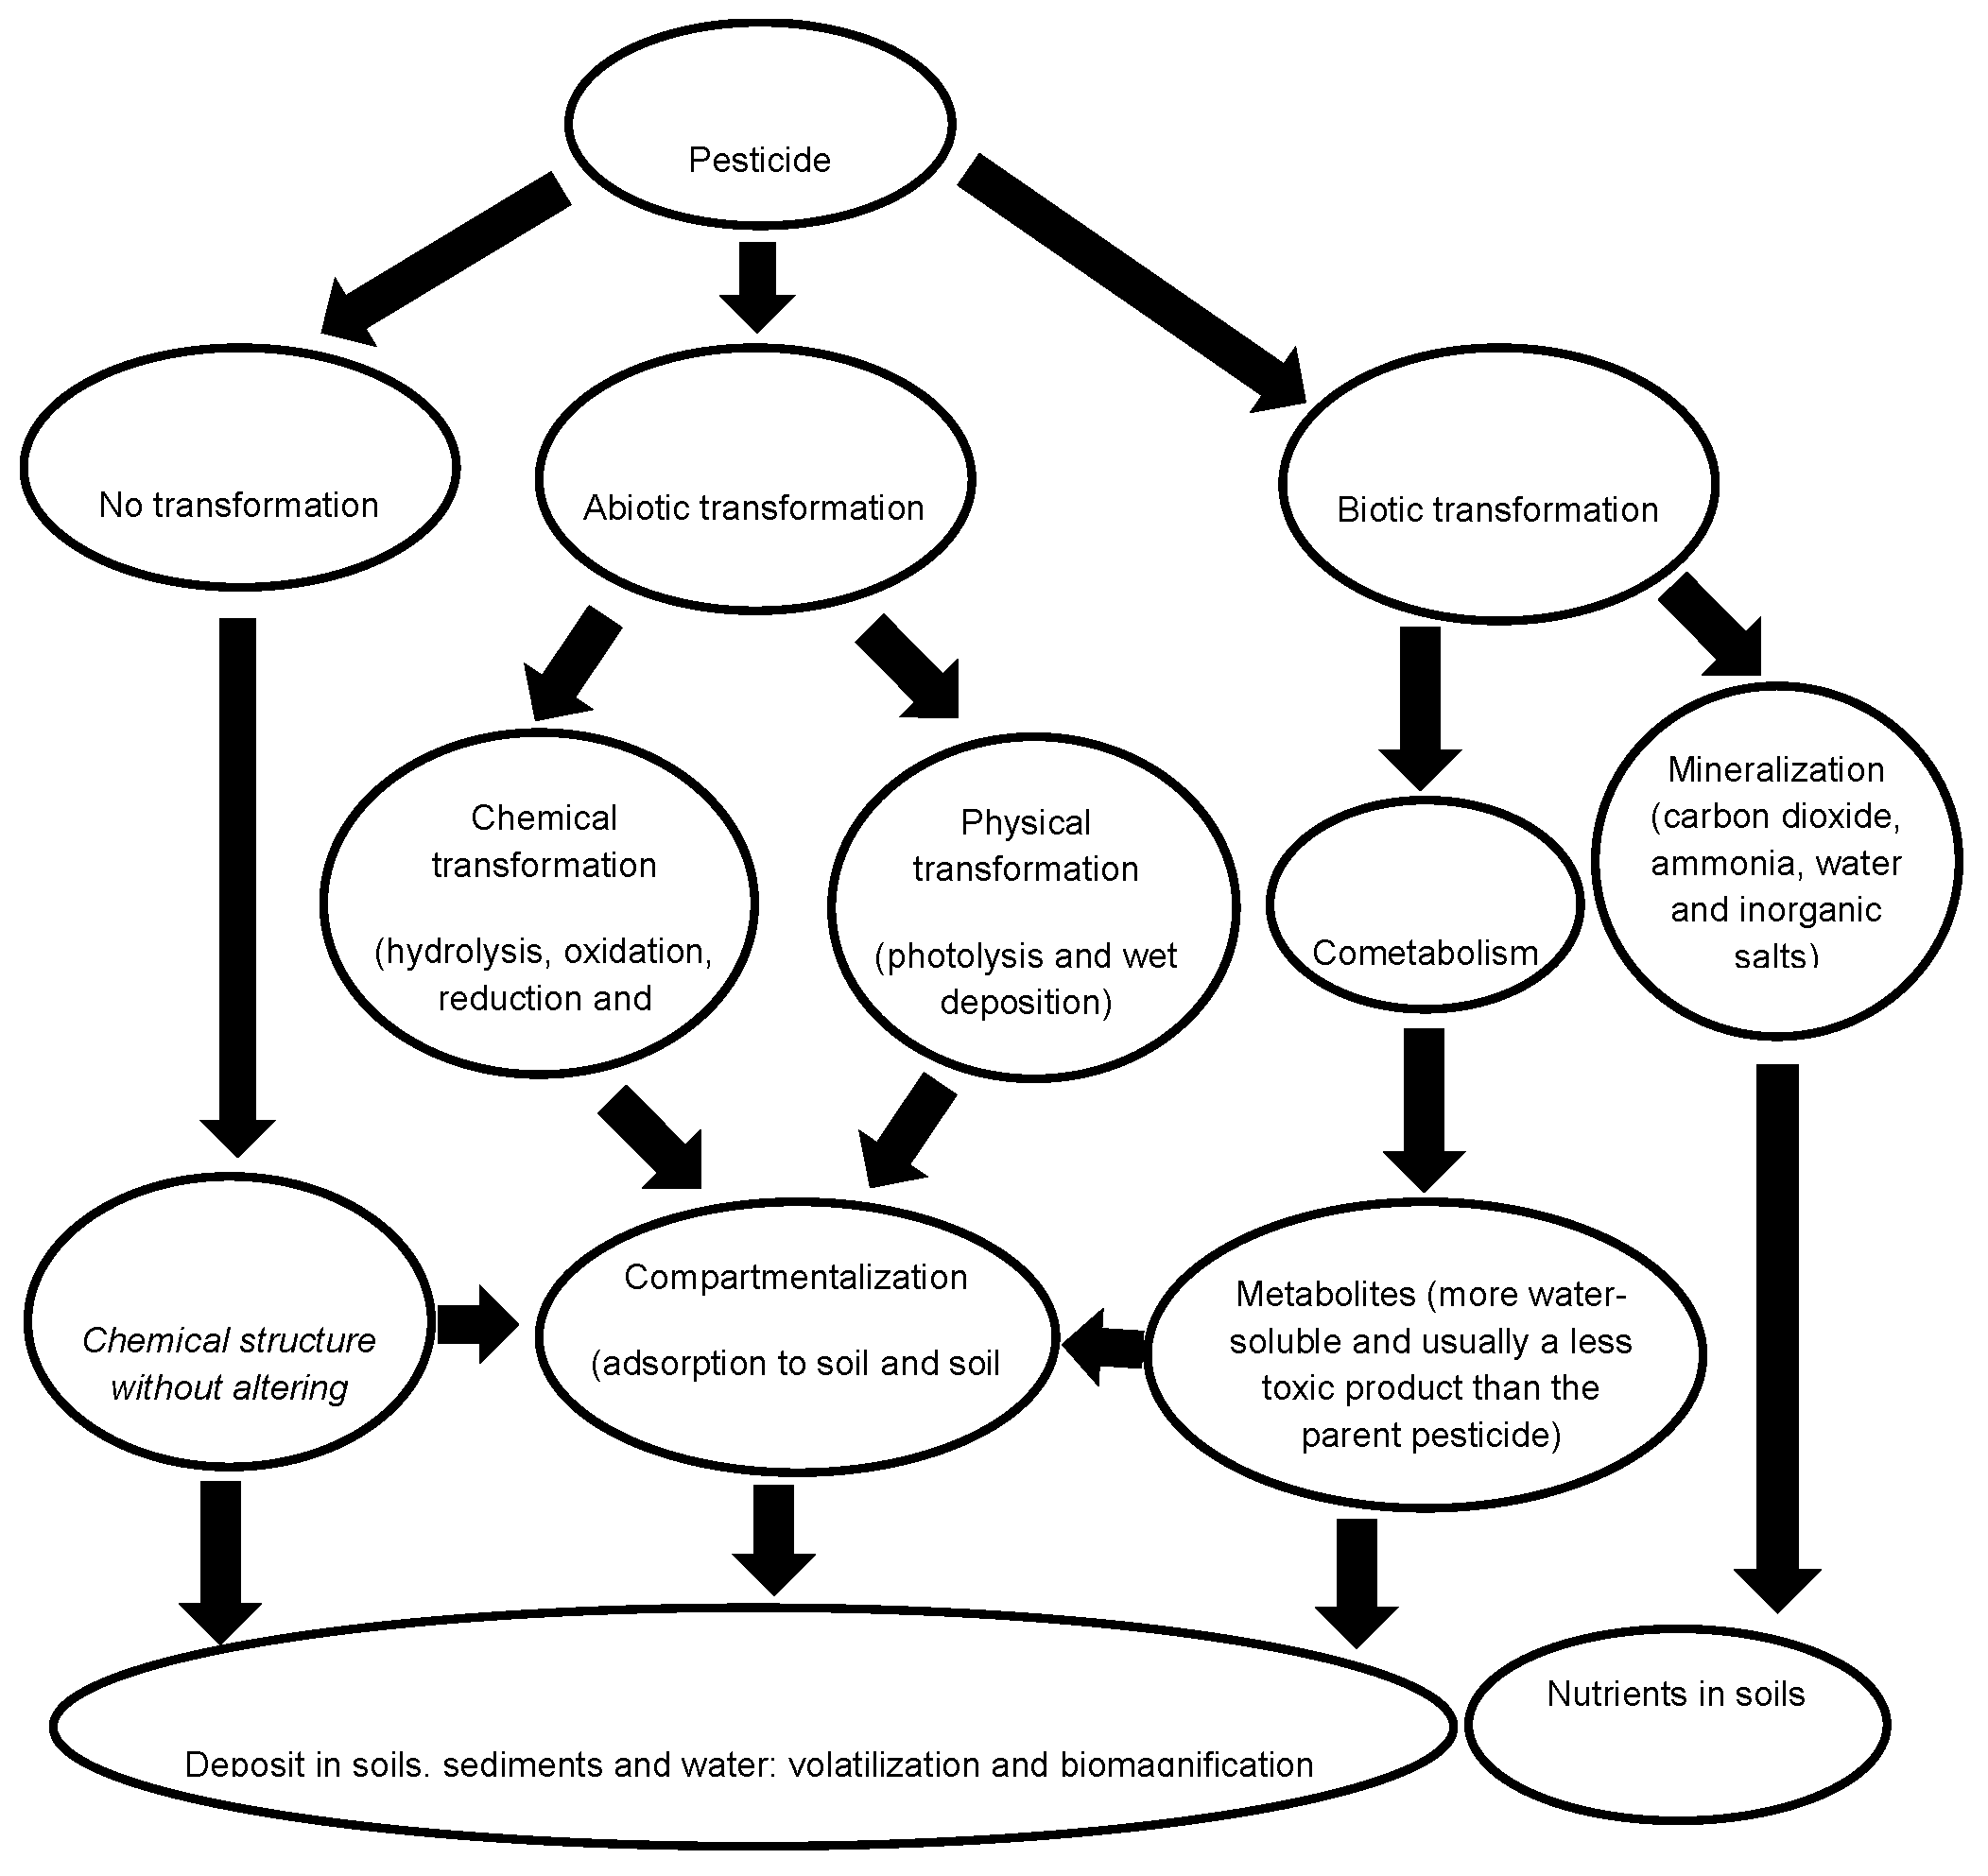 Pesticide
No transformation
Abiotic transformation
Biotic transformation
Chemical
transformation
(hydrolysis, oxidation,
reduction and
Physical
transformation
(photolysis and wet
deposition)
Cometabolism
Mineralization
(carbon dioxide,
ammonia, water
and inorganic
salts)
Chemical structure
without altering
Compartmentalization
(adsorption to soil and soil
Metabolites (more water-
soluble and usually a less
toxic product than the
parent pesticide)
Deposit in soils, sediments and water; volatilization and biomagnification
Nutrients in soils